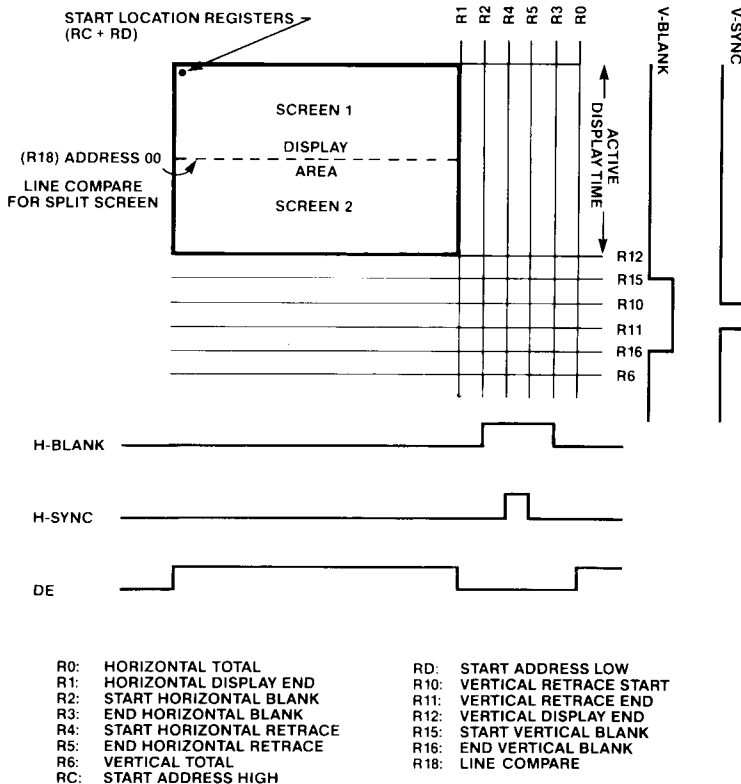 START LOCATION REGISTERS
(RC + RD)
R1 R2 R4 R5 R3 R0
V-BLANK
V-SYNC
SCREEN 1
DISPLAY
AREA
SCREEN 2
(R18) ADDRESS 00
LINE COMPARE
FOR SPLIT SCREEN
ACTIVE
DISPLAY TIME
R12
R15
R10
R11
R16
R6
H-BLANK
H-SYNC
DE
R0: HORIZONTAL TOTAL
R1: HORIZONTAL DISPLAY END
R2: START HORIZONTAL BLANK
R3: END HORIZONTAL BLANK
R4: START HORIZONTAL RETRACE
R5: END HORIZONTAL RETRACE
R6: VERTICAL TOTAL
RC: START ADDRESS HIGH
RD: START ADDRESS LOW
R10: VERTICAL RETRACE START
R11: VERTICAL RETRACE END
R12: VERTICAL DISPLAY END
R15: START VERTICAL BLANK
R16: END VERTICAL BLANK
R18: LINE COMPARE